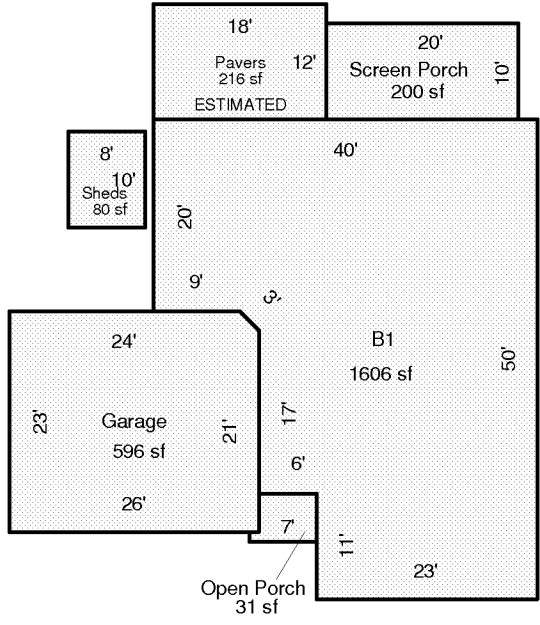 18'
Pavers
12'
216 sf
ESTIMATED
20'
Screen Porch
10'
200 sf
40'
8'
10'
Sheds
80 sf
20'
9'
3'
B1
1606 sf
50'
24'
23'
Garage
21'
596 sf
26'
17'
6'
7'
11'
23'
Open Porch
31 sf